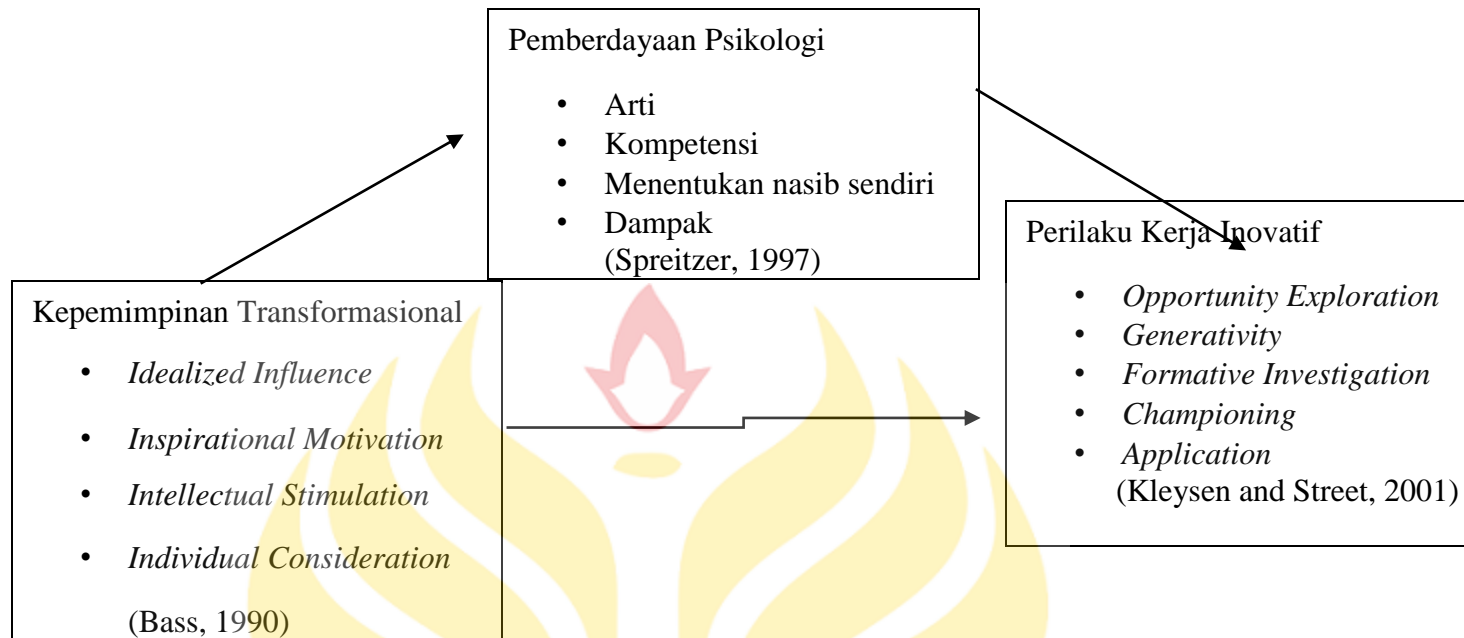 Pemberdayaan Psikologi
• Arti
• Kompetensi
• Menentukan nasib sendiri
• Dampak
(Spreitzer, 1997)
Kepemimpinan Transformasional
• Idealized Influence
• Inspirational Motivation
• Intellectual Stimulation
• Individual Consideration
(Bass, 1990)
Perilaku Kerja Inovatif
• Opportunity Exploration
• Generativity
• Formative Investigation
• Championing
• Application
(Kleysen and Street, 2001)